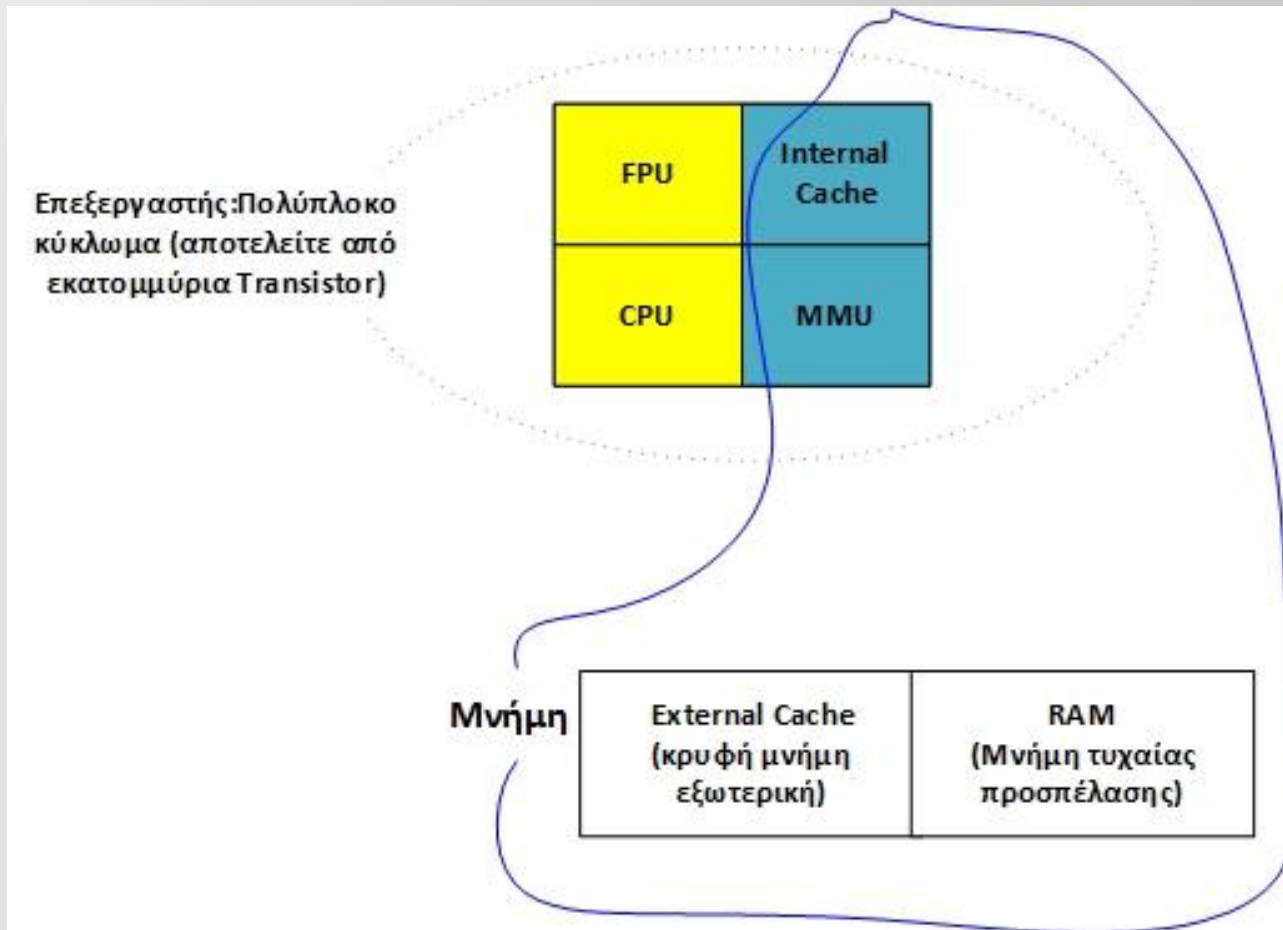 Επεξεργαστής:Πολύπλοκο
κύκλωμα (αποτελείτε από
εκατομμύρια Transistor)
FPU
Internal
Cache
CPU
MMU
Μνήμη
External Cache
(κρυφή μνήμη
εξωτερική)
RAM
(Μνήμη τυχαίας
προσπέλασης)